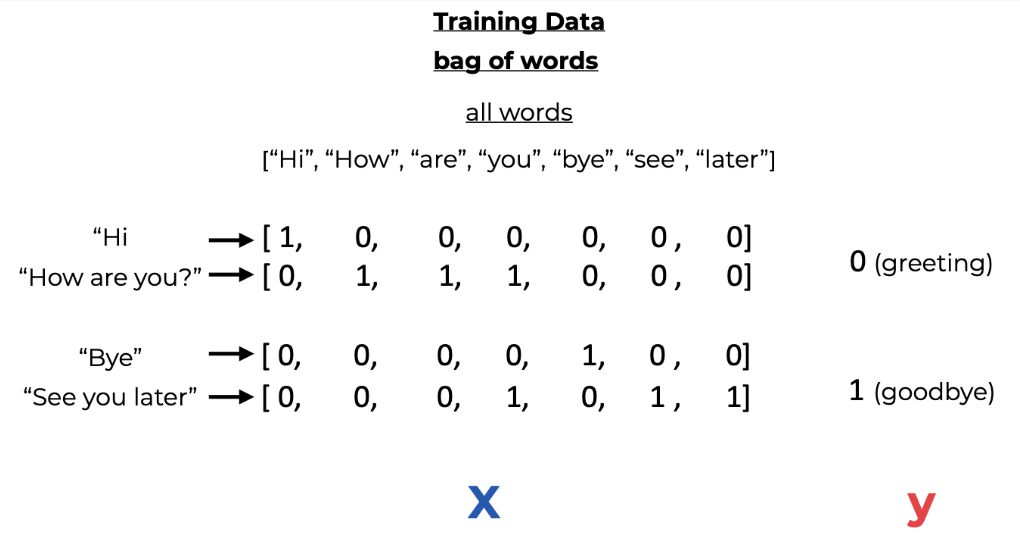 Training Data
bag of words
all words
[“Hi”, “How”, “are”, “you”, “bye”, “see”, “later”]
“Hi [ 1, 0, 0, 0, 0, 0 , 0]
“How are you?” [ 0, 1, 1, 1, 0, 0 , 0]
0 (greeting)
“Bye” [ 0, 0, 0, 0, 1, 0 , 0]
“See you later” [ 0, 0, 0, 1, 0, 1 , 1]
1 (goodbye)
X y